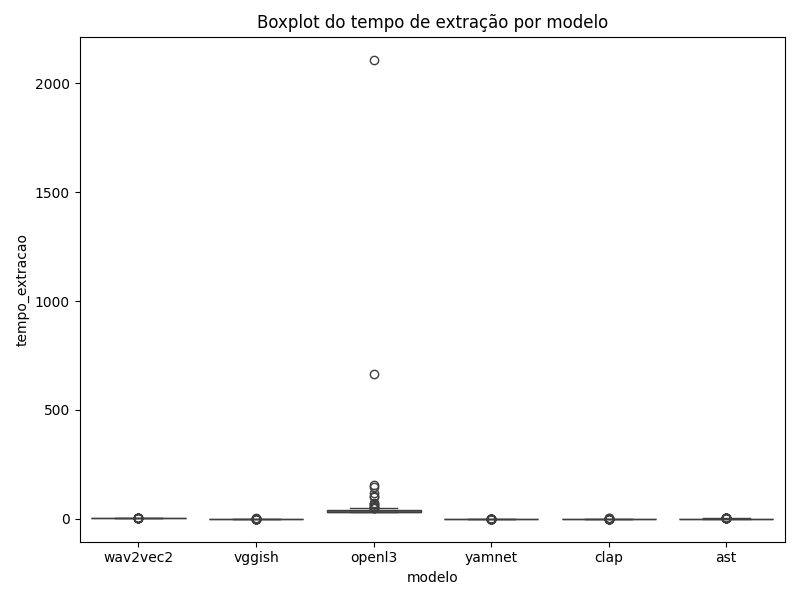 Boxplot do tempo de extração por modelo
tempo_extracao
2000
1500
1000
500
0
wav2vec2 vggish openl3 yamnet clap ast
modelo